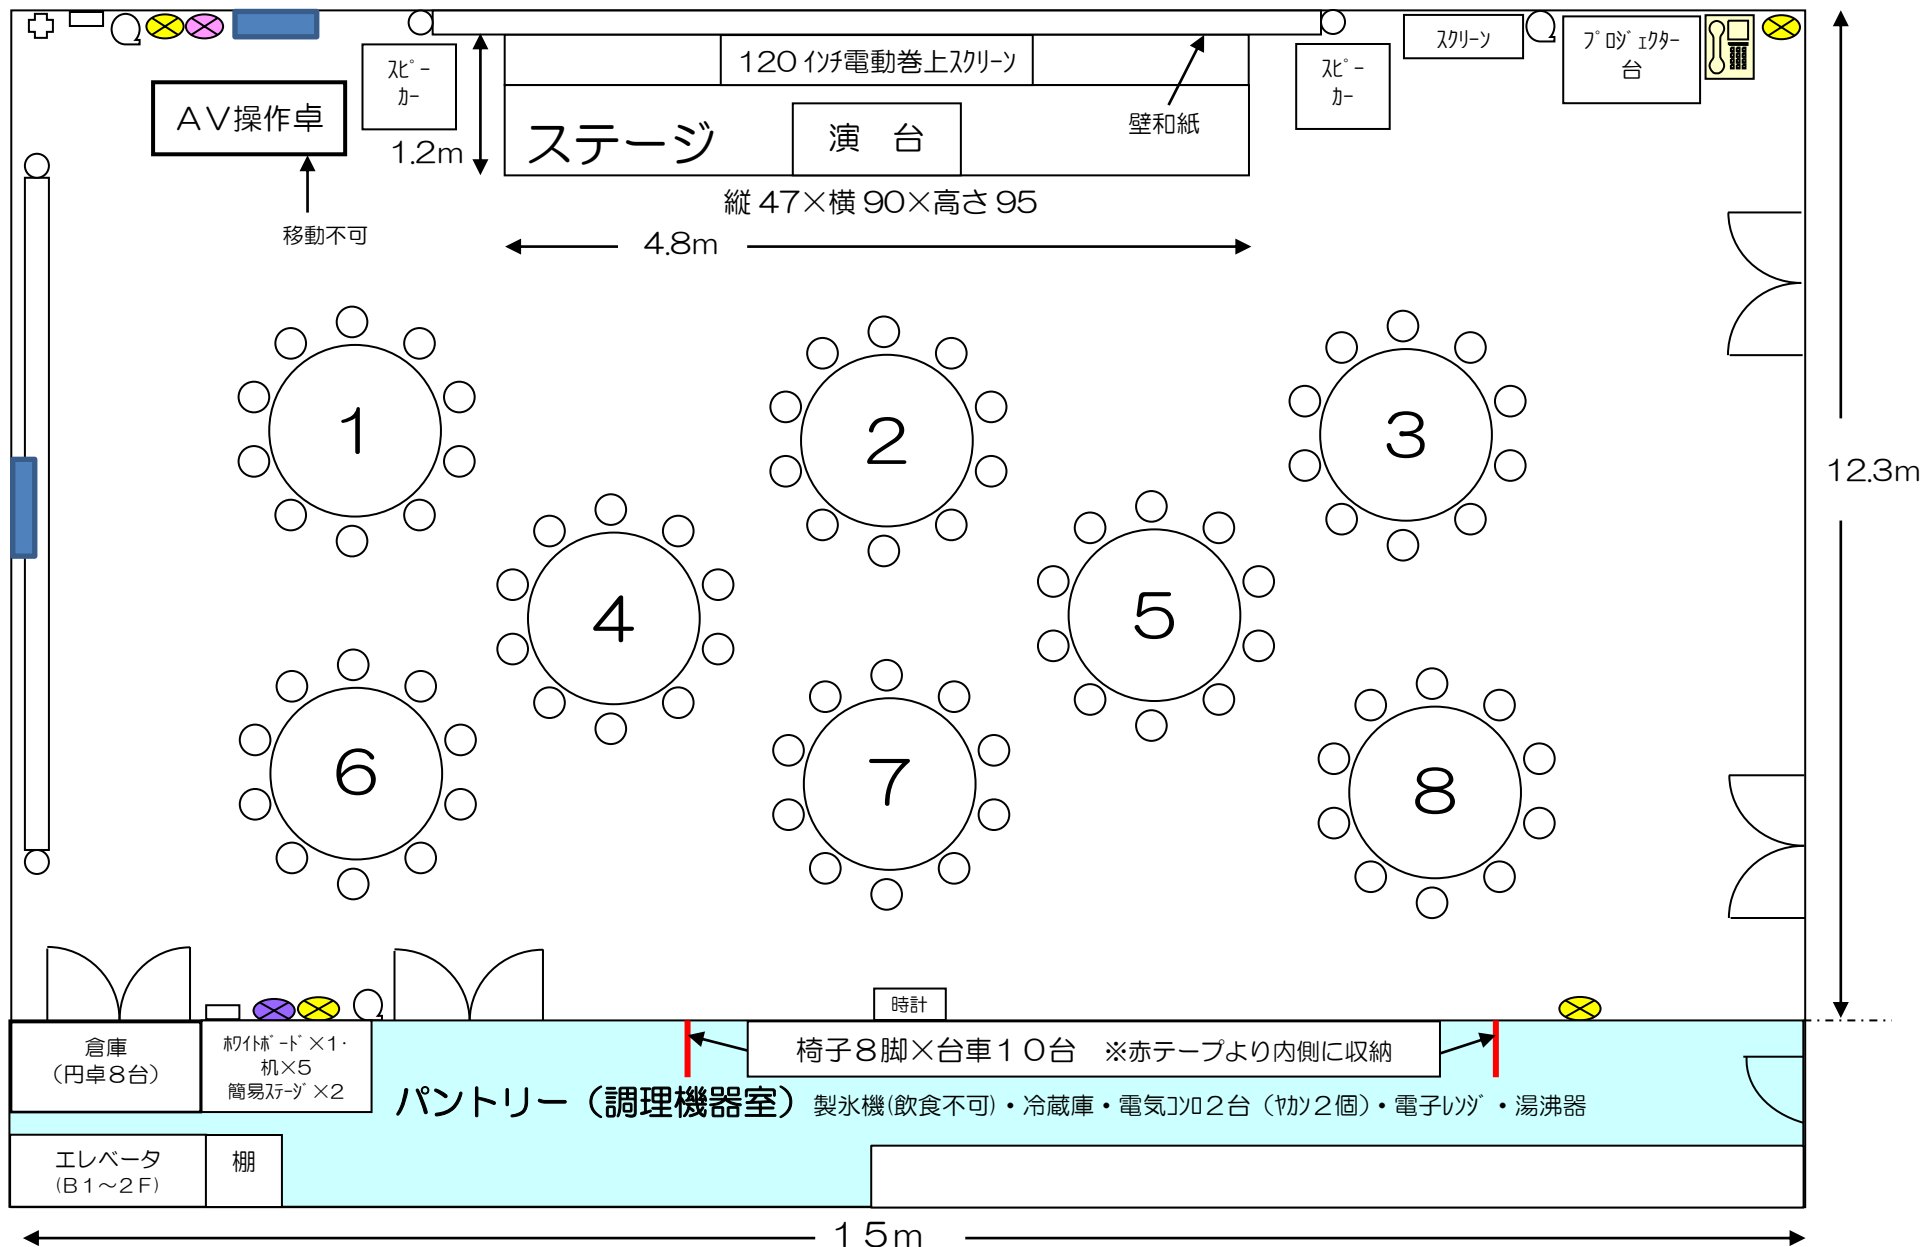 120 ｲﾝﾁ電動巻上ｽｸﾘｰﾝ
ｽﾋﾟｰ
ｶｰ
ＡＶ操作卓
1.2m
移動不可
ステージ
演　台
壁和紙
ｽﾋﾟｰ
ｶｰ
ｽｸﾘｰﾝ
ﾌﾟﾛｼﾞｪｸﾀｰ
台
縦 47×横 90×高さ 95
4.8m
12.3m
１
２
３
４
５
６
７
８
時計
倉庫
（円卓８台）
ﾎﾜｲﾄﾎﾞｰﾄﾞ×１・
机×５
簡易ｽﾃｰｼﾞ×２
椅子８脚×台車１０台　※赤テープより内側に収納
パントリー（調理機器室）製氷機(飲食不可)・冷蔵庫・電気ｺﾝﾛ２台（ﾔｶﾝ２個）・電子ﾚﾝｼﾞ・湯沸器
エレベータ
（Ｂ１～２Ｆ）
棚
１５m